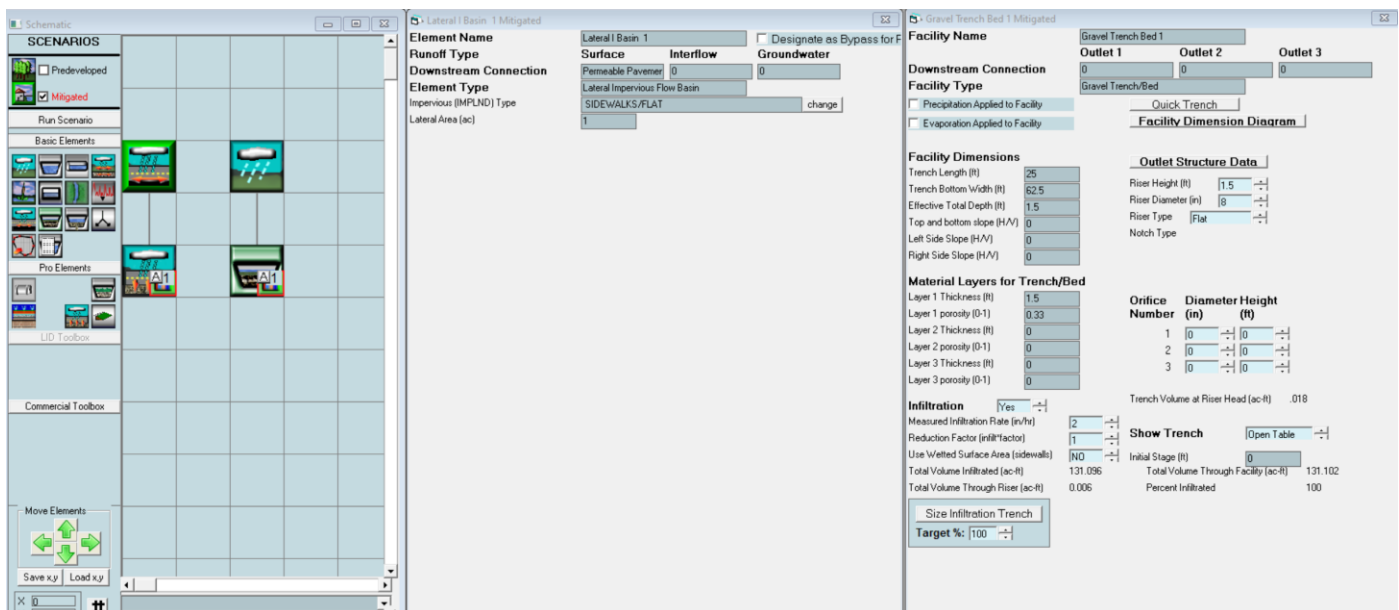 Schematic
SCENARIOS
Predeveloped
Mitigated
Run Scenario
Basic Elements
Pro Elements
LID Toolbox
Commercial Toolbox
Move Elements
Save x,y Load x,y
X 0
A 1
A 1
Lateral I Basin 1 Mitigated
Element Name Lateral I Basin 1 Designate as Bypass for P
Runoff Type Surface Interflow Groundwater
Downstream Connection Permeable Pavemer 0 0
Element Type Lateral Impervious Flow Basin
Impervious (IMPLND) Type SIDEWALKS/FLAT change
Lateral Area (ac) 1
Gravel Trench Bed 1 Mitigated
Facility Name Gravel Trench Bed 1
Outlet 1 Outlet 2 Outlet 3
Downstream Connection 0 0 0
Facility Type Gravel Trench/Bed
Precipitation Applied to Facility Quick Trench
Evaporation Applied to Facility Facility Dimension Diagram
Facility Dimensions
Trench Length (ft) 25
Trench Bottom Width (ft) 62.5
Effective Total Depth (ft) 1.5
Top and bottom slope (H/V) 0
Left Side Slope (H/V) 0
Right Side Slope (H/V) 0
Outlet Structure Data
Riser Height (ft) 1.5
Riser Diameter (in) 8
Riser Type Flat
Notch Type
Material Layers for Trench/Bed
Layer 1 Thickness (ft) 1.5
Layer 1 porosity (0-1) 0.33
Layer 2 Thickness (ft) 0
Layer 2 porosity (0-1) 0
Layer 3 Thickness (ft) 0
Layer 3 porosity (0-1) 0
Orifice Diameter Height
Number (in) (ft)
1 0 0
2 0 0
3 0 0
Trench Volume at Riser Head (ac-ft) .018
Infiltration Yes
Measured Infiltration Rate (in/hr) 2
Reduction Factor (infilt*factor) 1
Use Wetted Surface Area (sidewalls) NO
Total Volume Infiltrated (ac-ft) 131.096
Total Volume Through Riser (ac-ft) 0.006
Show Trench Open Table
Initial Stage (ft) 0
Total Volume Through Facility (ac-ft) 131.102
Percent Infiltrated 100
Size Infiltration Trench
Target %: 100